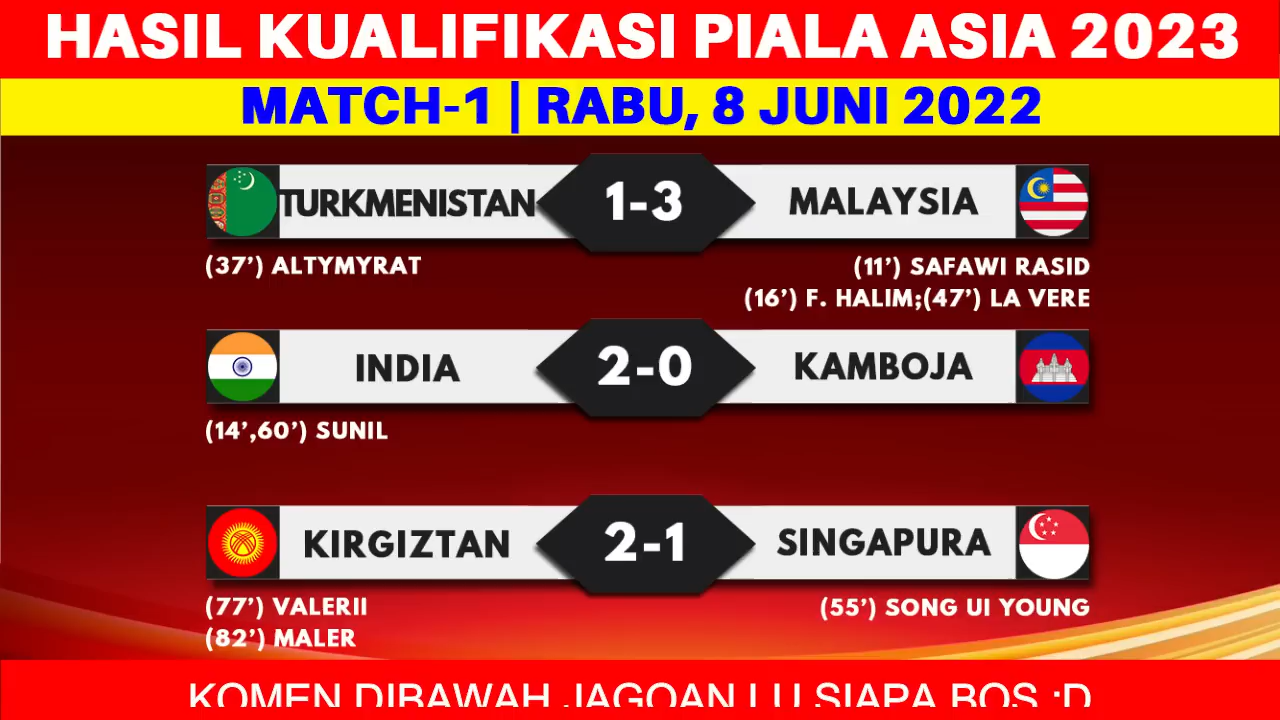 HASIL KUALIFIKASI PIALA ASIA 2023
MATCH-1 | RABU, 8 JUNI 2022
TURKMENISTAN 1-3 MALAYSIA
(37') ALTYMYRAT (11') SAFAWI RASID
(16') F. HALIM;(47') LA VERE
INDIA 2-0 KAMBOJA
(14',60') SUNIL
KIRGIZTAN 2-1 SINGAPURA
(77') VALERII (55') SONG UI YOUNG
(82') MALER
KOMEN DIBAWAH JAGOAN LU SIAPA BOS :D